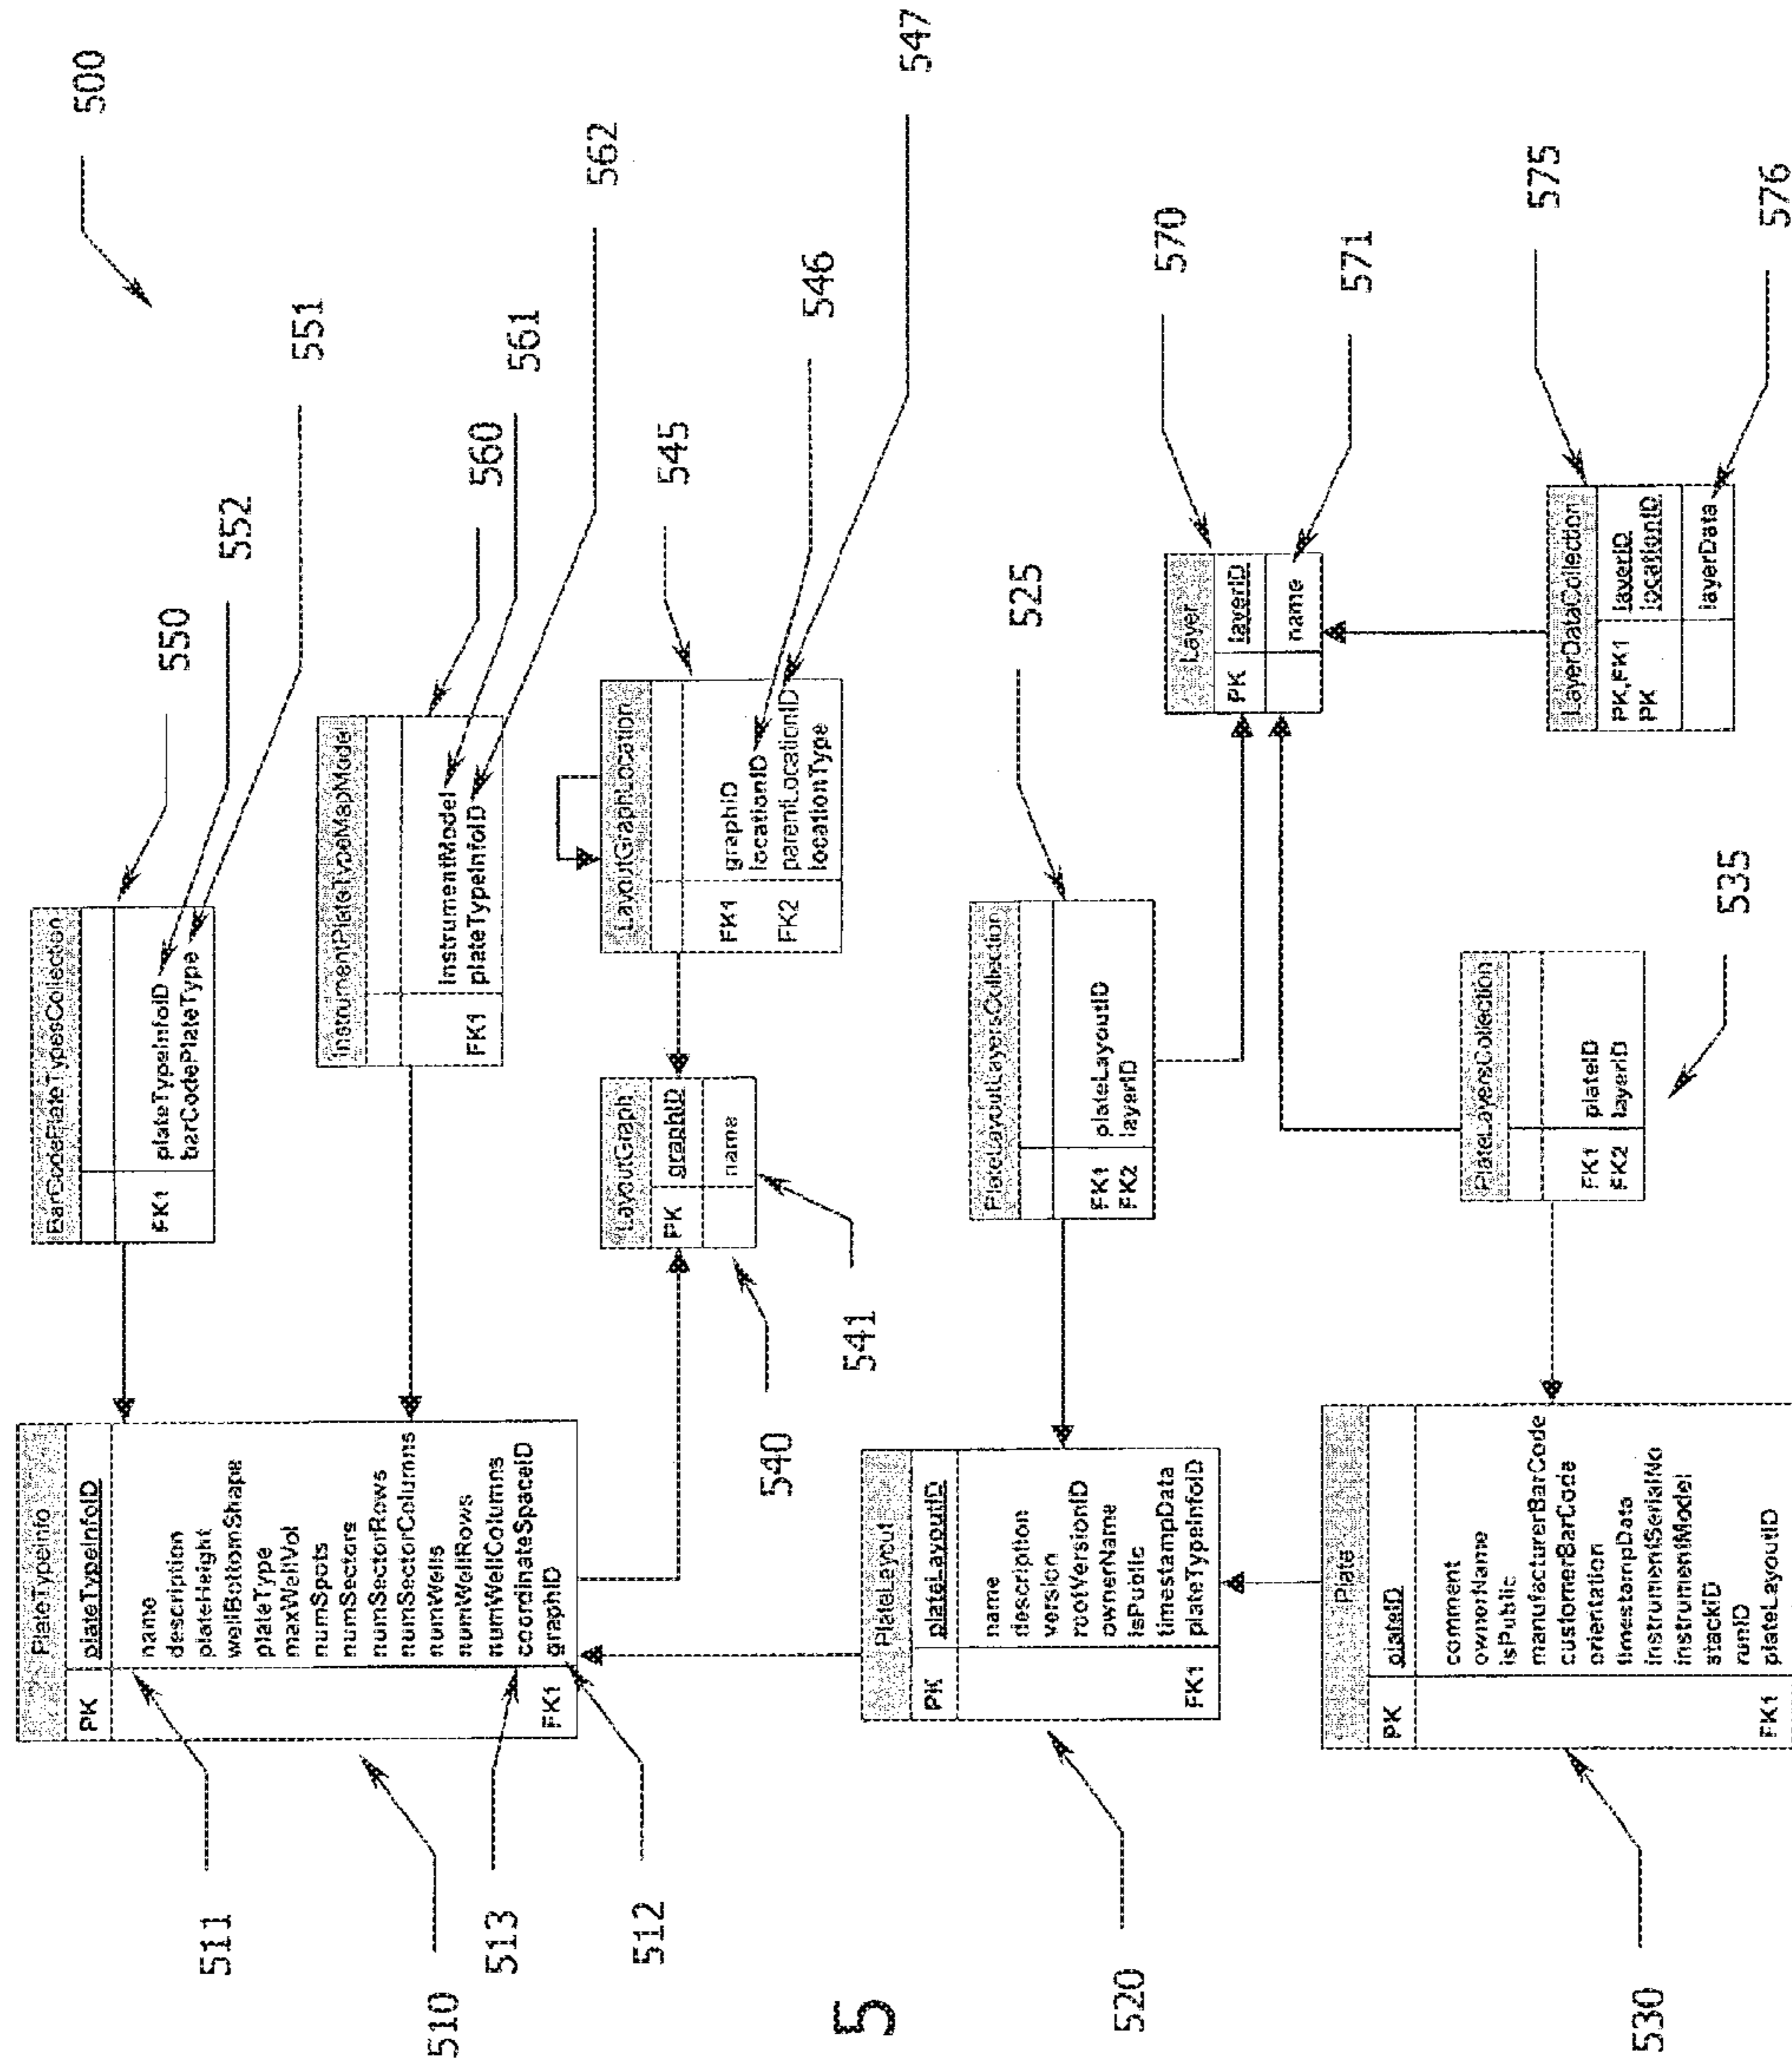 500
BarCodePlateTypesCollection
FK1 plateTypeInfoID
barCodePlateType
550
552
551
InstrumentPlateTypeMapModel
instrumentModel
FK1 plateTypeInfoID
560
561
562
PlateTypeInfo
PK plateTypeInfoID
name
description
plateHeight
wellBottomShape
plateType
maxWellVol
numSpots
numSectors
numSectorRows
numSectorColumns
numWells
numWellRows
numWellColumns
coordinateSpaceID
FK1 graphID
511
510
513
512
LayoutGraph
PK graphID
name
540
541
LayoutGraphLocation
FK1 graphID
locationID
FK2 parentLocationID
locationType
545
546
547
5
PlateLayout
PK plateLayoutID
name
description
version
rootVersionID
ownerName
isPublic
timestampData
FK1 plateTypeInfoID
520
PlateLayoutLayersCollection
FK1 plateLayoutID
FK2 layerID
525
Layer
PK layerID
name
570
571
Plate
PK plateID
comment
ownerName
isPublic
manufacturerBarCode
customerBarCode
orientation
timestampData
instrumentSerialNo
instrumentModel
stackID
runID
FK1 plateLayoutID
530
PlateLayersCollection
FK1 plateID
FK2 layerID
535
LayerDataCollection
PK,FK1 layerID
PK locationID
layerData
575
576